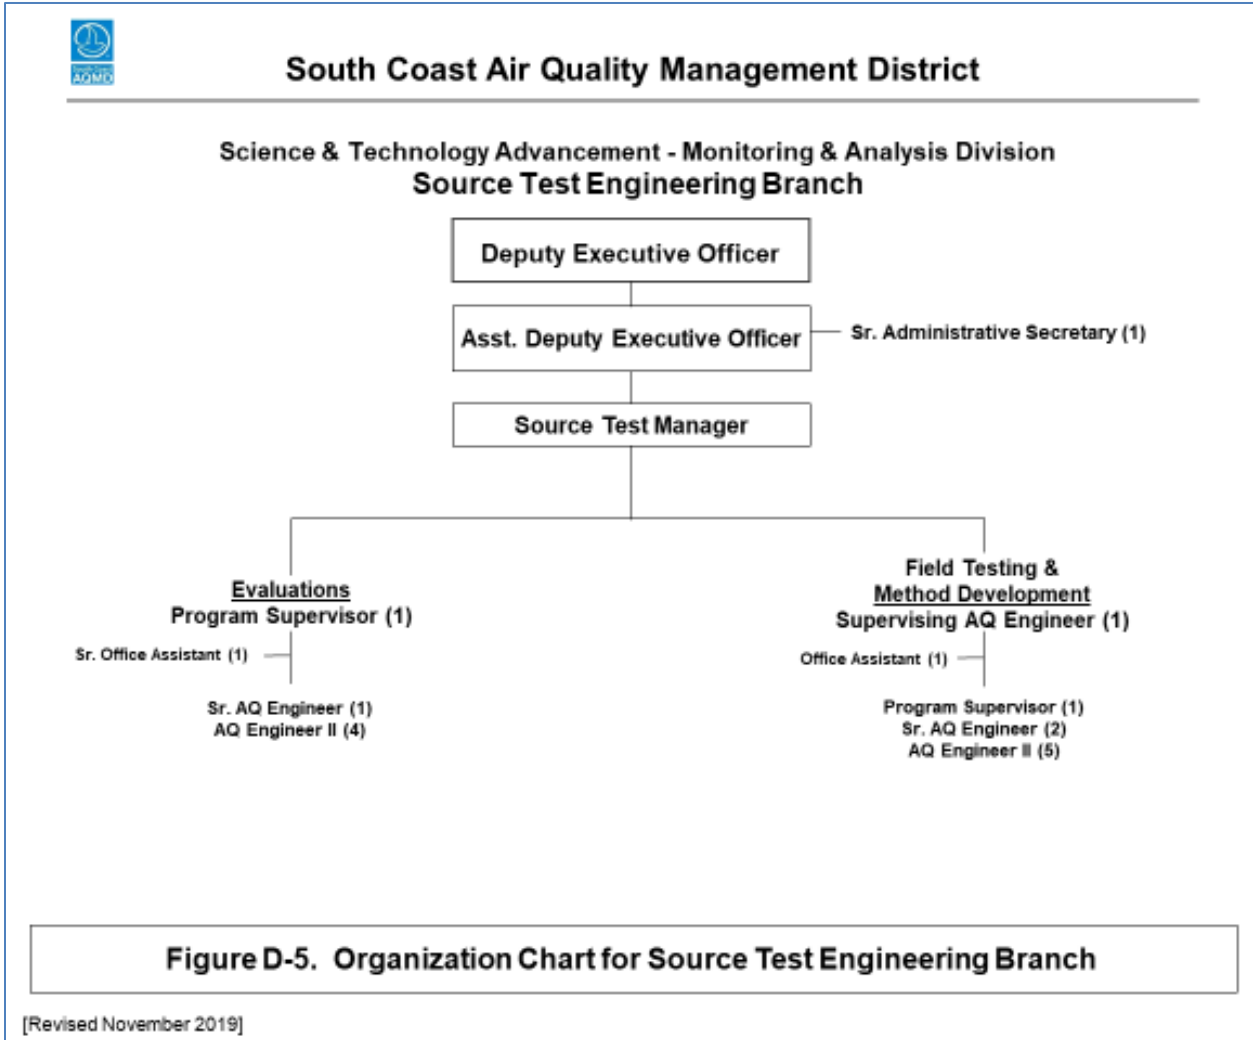 South Coast
AQMD
South Coast Air Quality Management District
Science & Technology Advancement - Monitoring & Analysis Division
Source Test Engineering Branch
Deputy Executive Officer
Asst. Deputy Executive Officer
Sr. Administrative Secretary (1)
Source Test Manager
Evaluations
Program Supervisor (1)
Sr. Office Assistant (1)
Sr. AQ Engineer (1)
AQ Engineer II (4)
Field Testing &
Method Development
Supervising AQ Engineer (1)
Office Assistant (1)
Program Supervisor (1)
Sr. AQ Engineer (2)
AQ Engineer II (5)
Figure D-5. Organization Chart for Source Test Engineering Branch
[Revised November 2019]